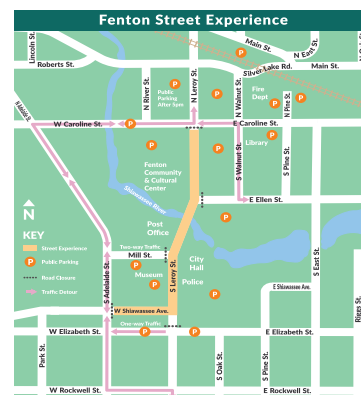 Fenton Street Experience
Lincoln St.
Roberts St.
N River St.
N Leroy St.
Main St.
N East St.
Silver Lake Rd.
Main St.
N Walnut St.
Public
Parking
After 5pm
Fire
Dept
N Pine St.
N Adelaide St.
W Caroline St.
E Caroline St.
Library
S Walnut St.
S Pine St.
Fenton
Community
& Cultural
Center
Shiawassee River
E Ellen St.
N
Post
Office
KEY
Street Experience
Public Parking
Road Closure
Traffic Detour
Two-way Traffic
Mill St.
Museum
City
Hall
Police
S Adelaide St.
S Leroy St.
S East St.
E Shiawassee Ave.
W Shiawassee Ave.
One-way Traffic
Riggs St.
W Elizabeth St.
E Elizabeth St.
Park St.
S Oak St.
S Pine St.
W Rockwell St.
E Rockwell St.